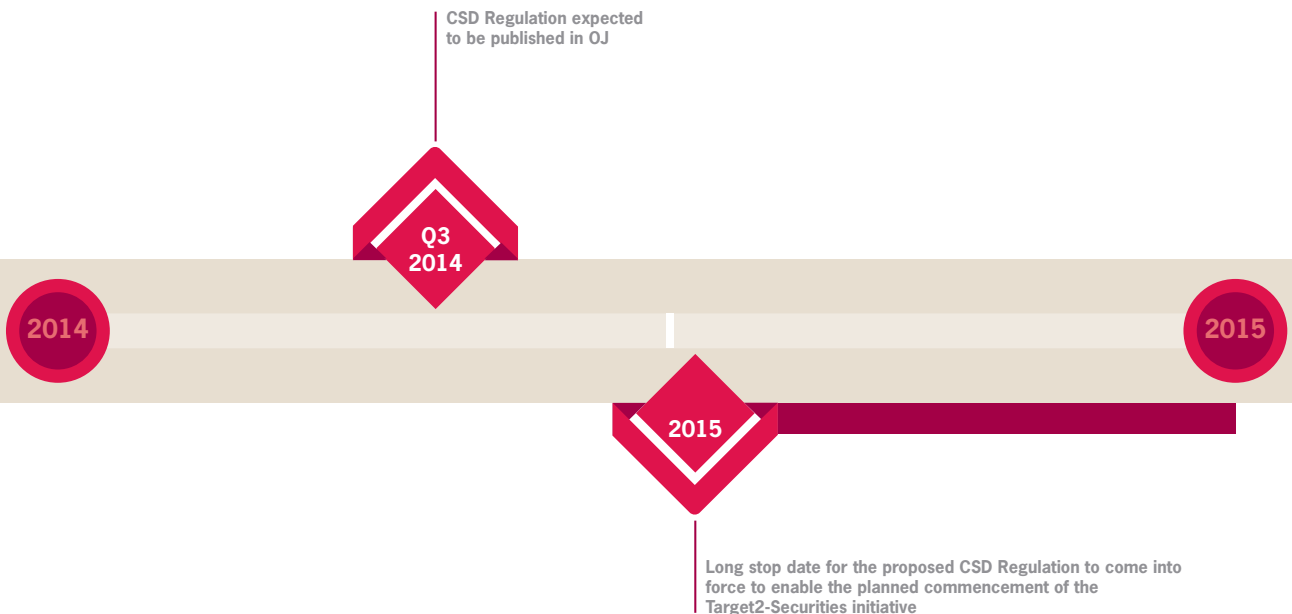 CSD Regulation expected
to be published in OJ
Q3
2014
2014
2015
2015
Long stop date for the proposed CSD Regulation to come into
force to enable the planned commencement of the
Target2-Securities initiative